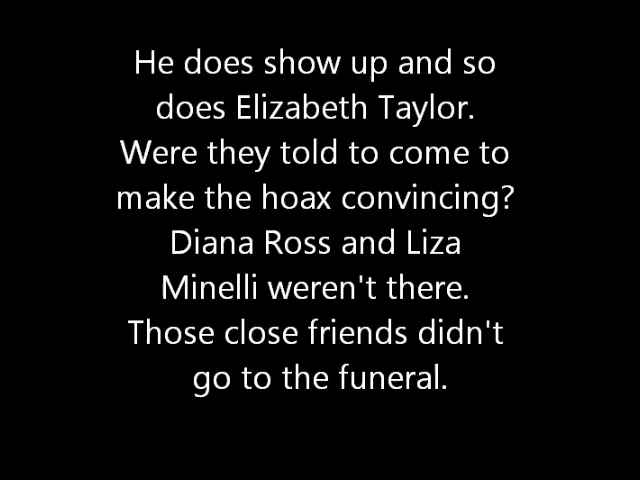 He does show up and so
does Elizabeth Taylor.
Were they told to come to
make the hoax convincing?
Diana Ross and Liza
Minelli weren't there.
Those close friends didn't
go to the funeral.